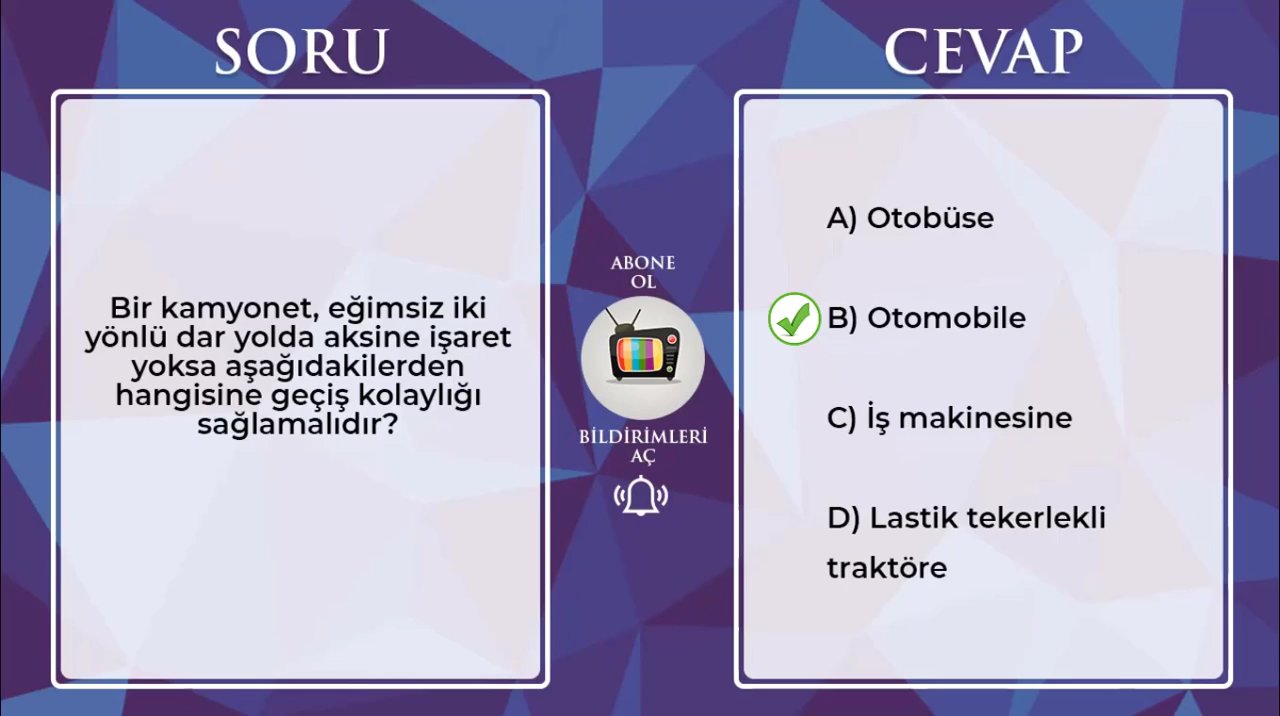 SORU
Bir kamyonet, eğimsiz iki
yönlü dar yolda aksine işaret
yoksa aşağıdakilerden
hangisine geçiş kolaylığı
sağlamalıdır?
ABONE
OL
BİLDİRİMLERİ
AÇ
CEVAP
A) Otobüse
B) Otomobile
C) İş makinesine
D) Lastik tekerlekli
traktöre